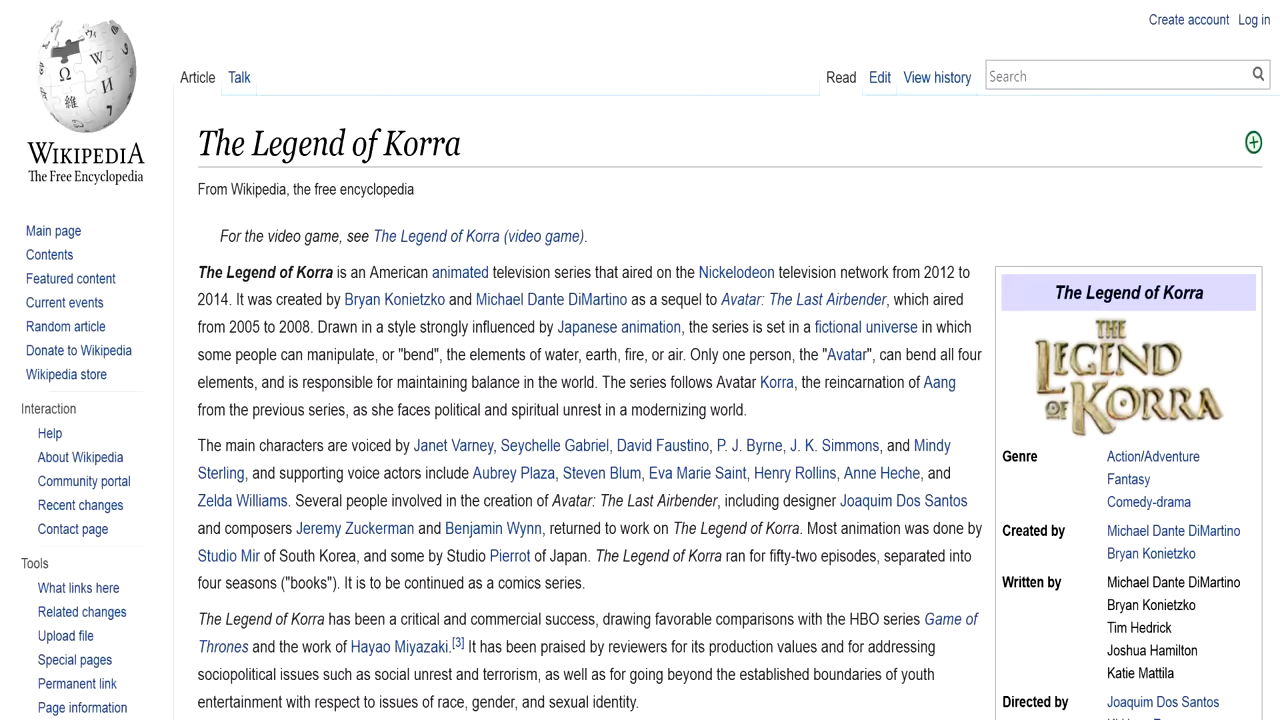 Create account Log in
Article Talk Read Edit View history Search
WIKIPEDIA
The Free Encyclopedia
The Legend of Korra
From Wikipedia, the free encyclopedia
Main page
Contents
Featured content
Current events
Random article
Donate to Wikipedia
Wikipedia store
Interaction
Help
About Wikipedia
Community portal
Recent changes
Contact page
Tools
What links here
Related changes
Upload file
Special pages
Permanent link
Page information
For the video game, see The Legend of Korra (video game).
The Legend of Korra is an American animated television series that aired on the Nickelodeon television network from 2012 to
2014. It was created by Bryan Konietzko and Michael Dante DiMartino as a sequel to Avatar: The Last Airbender, which aired
from 2005 to 2008. Drawn in a style strongly influenced by Japanese animation, the series is set in a fictional universe in which
some people can manipulate, or "bend", the elements of water, earth, fire, or air. Only one person, the "Avatar", can bend all four
elements, and is responsible for maintaining balance in the world. The series follows Avatar Korra, the reincarnation of Aang
from the previous series, as she faces political and spiritual unrest in a modernizing world.
The main characters are voiced by Janet Varney, Seychelle Gabriel, David Faustino, P. J. Byrne, J. K. Simmons, and Mindy
Sterling, and supporting voice actors include Aubrey Plaza, Steven Blum, Eva Marie Saint, Henry Rollins, Anne Heche, and
Zelda Williams. Several people involved in the creation of Avatar: The Last Airbender, including designer Joaquim Dos Santos
and composers Jeremy Zuckerman and Benjamin Wynn, returned to work on The Legend of Korra. Most animation was done by
Studio Mir of South Korea, and some by Studio Pierrot of Japan. The Legend of Korra ran for fifty-two episodes, separated into
four seasons ("books"). It is to be continued as a comics series.
The Legend of Korra has been a critical and commercial success, drawing favorable comparisons with the HBO series Game of
Thrones and the work of Hayao Miyazaki.[3] It has been praised by reviewers for its production values and for addressing
sociopolitical issues such as social unrest and terrorism, as well as for going beyond the established boundaries of youth
entertainment with respect to issues of race, gender, and sexual identity.
The Legend of Korra
THE
LEGEND
OF KORRA
Genre Action/Adventure
Fantasy
Comedy-drama
Created by Michael Dante DiMartino
Bryan Konietzko
Written by Michael Dante DiMartino
Bryan Konietzko
Tim Hedrick
Joshua Hamilton
Katie Mattila
Directed by Joaquim Dos Santos